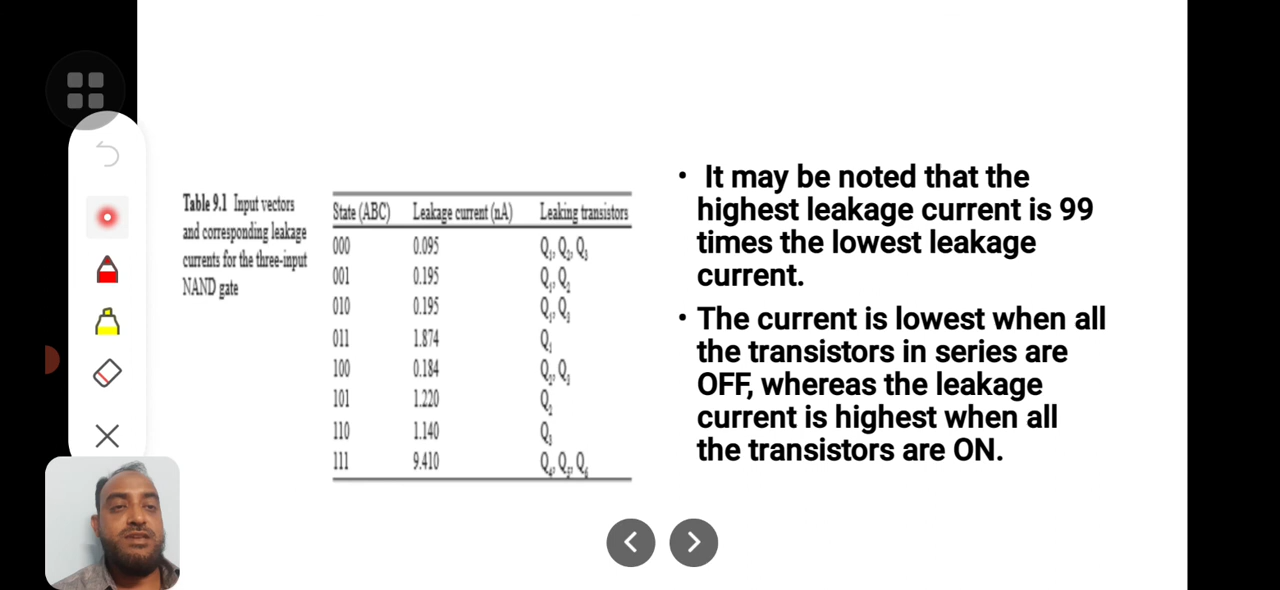 Table 9.1 Input vectors
and corresponding leakage
currents for the three-input
NAND gate
State (ABC) Leakage current (nA) Leaking transistors
000 0.095 Q₁, Q₂, Q₃
001 0.195 Q₁, Q₂
010 0.195 Q₁, Q₃
011 1.874 Q₁
100 0.184 Q₂, Q₃
101 1.220 Q₂
110 1.140 Q₃
111 9.410 Q₄, Q₅, Q₆
• It may be noted that the
highest leakage current is 99
times the lowest leakage
current.
• The current is lowest when all
the transistors in series are
OFF, whereas the leakage
current is highest when all
the transistors are ON.